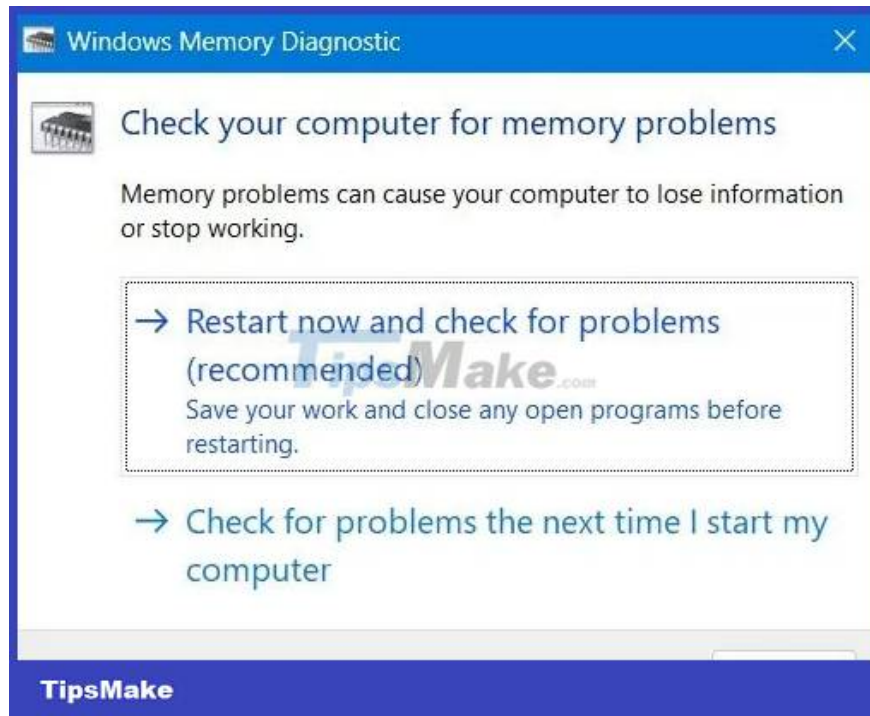 Windows Memory Diagnostic
Check your computer for memory problems
Memory problems can cause your computer to lose information
or stop working.
Restart now and check for problems
(recommended)
TipsMake.com
Save your work and close any open programs before
restarting.
Check for problems the next time I start my
computer
TipsMake